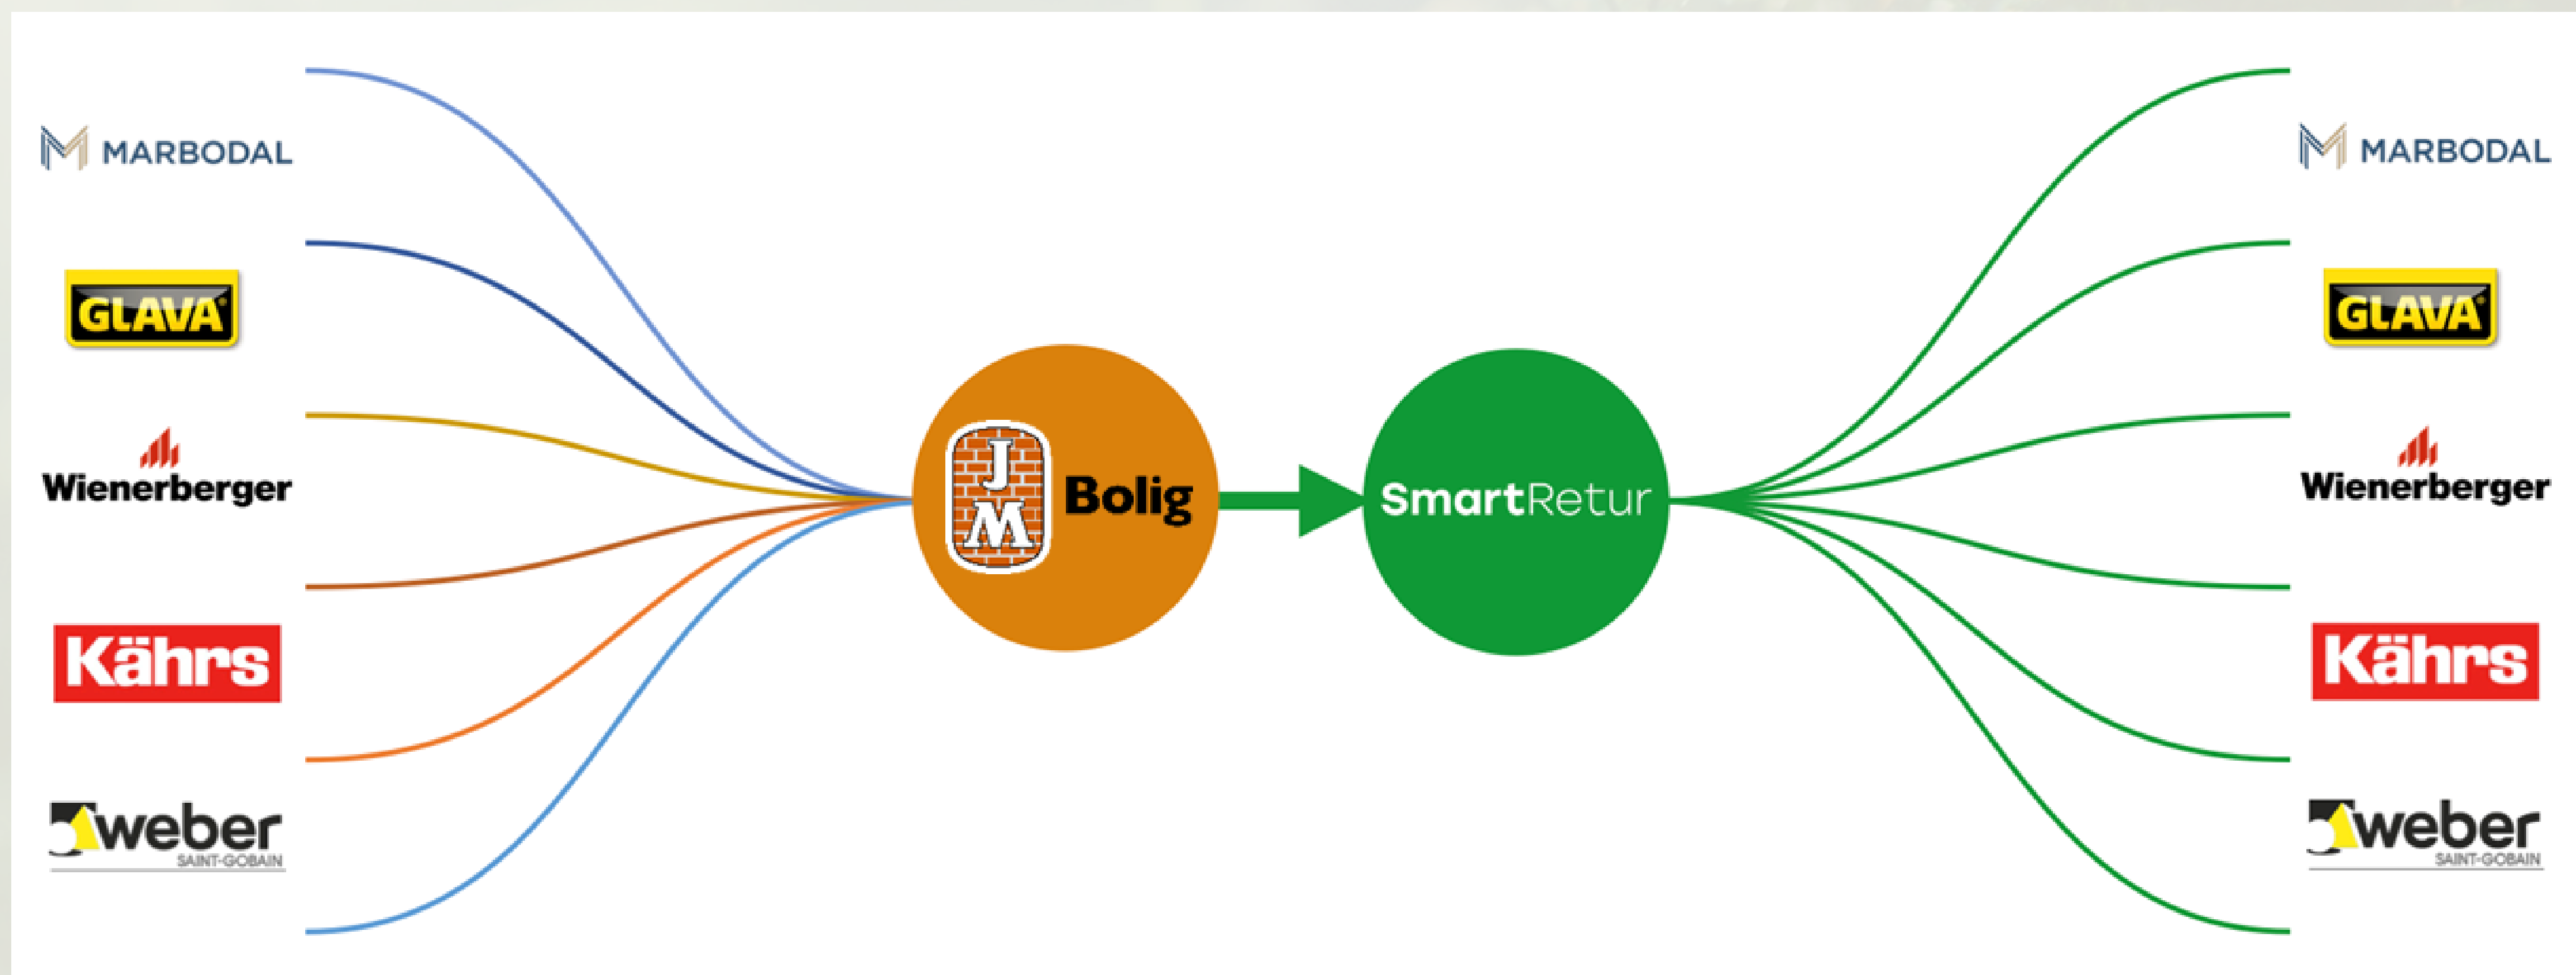 MARBODAL
GLAVA®
Wienerberger
Kährs
weber
SAINT-GOBAIN
JM
Bolig
SmartRetur
MARBODAL
GLAVA®
Wienerberger
Kährs
weber
SAINT-GOBAIN